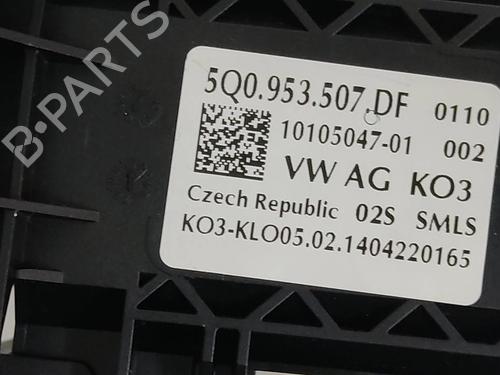 B-PARTS
5Q0.953.507.DF 0110
10105047-01 002
VW AG KO3
Czech Republic 02S SMLS
KO3-KLO05.02.1404220165